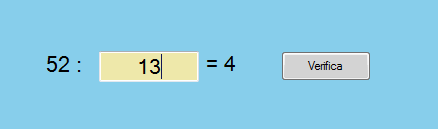 52 : 13 = 4 Verifica